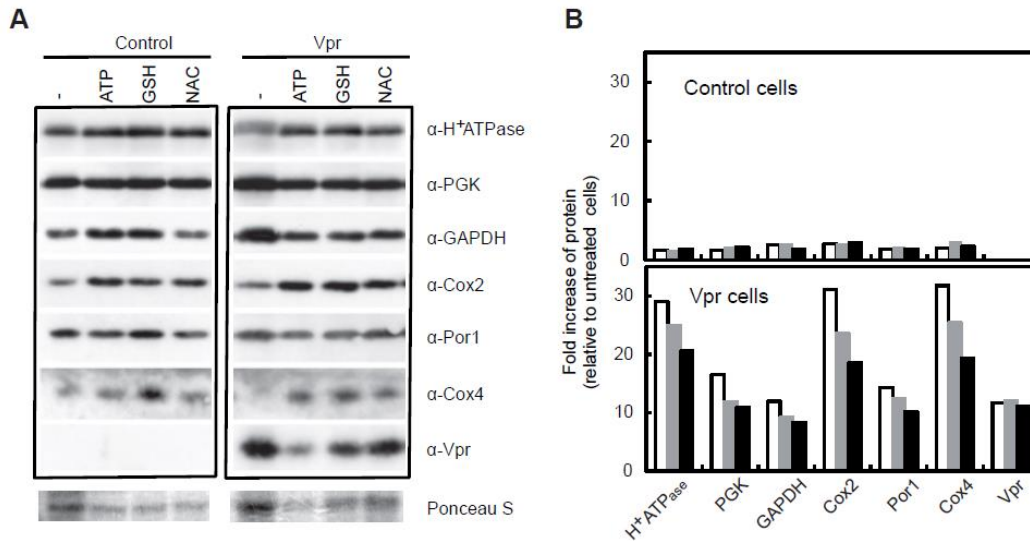 A
Control
Vpr
- ATP GSH NAC
- ATP GSH NAC
α-H⁺ATPase
α-PGK
α-GAPDH
α-Cox2
α-Por1
α-Cox4
α-Vpr
Ponceau S
B
Fold increase of protein
(relative to untreated cells)
30
20
10
0
Control cells
30
20
10
0
Vpr cells
H⁺ATPase
PGK
GAPDH
Cox2
Por1
Cox4
Vpr